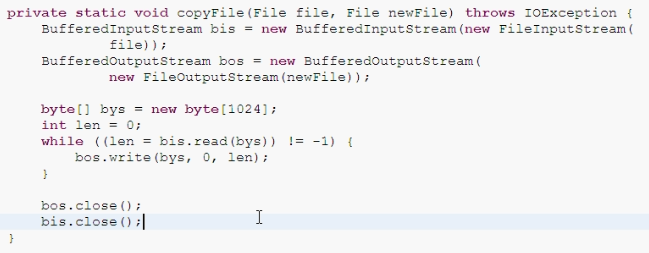 private static void copyFile(File file, File newFile) throws IOException {
    BufferedInputStream bis = new BufferedInputStream(new FileInputStream(
            file));
    BufferedOutputStream bos = new BufferedOutputStream(
            new FileOutputStream(newFile));

    byte[] bys = new byte[1024];
    int len = 0;
    while ((len = bis.read(bys)) != -1) {
        bos.write(bys, 0, len);
    }

    bos.close();
    bis.close();
}